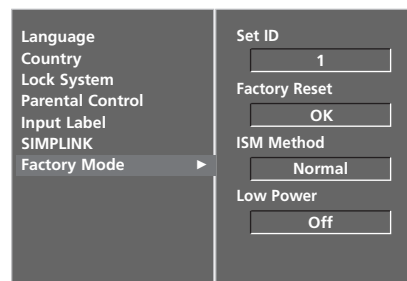 Language
Country
Lock System
Parental Control
Input Label
SIMPLINK
Factory Mode ►
Set ID
1
Factory Reset
OK
ISM Method
Normal
Low Power
Off